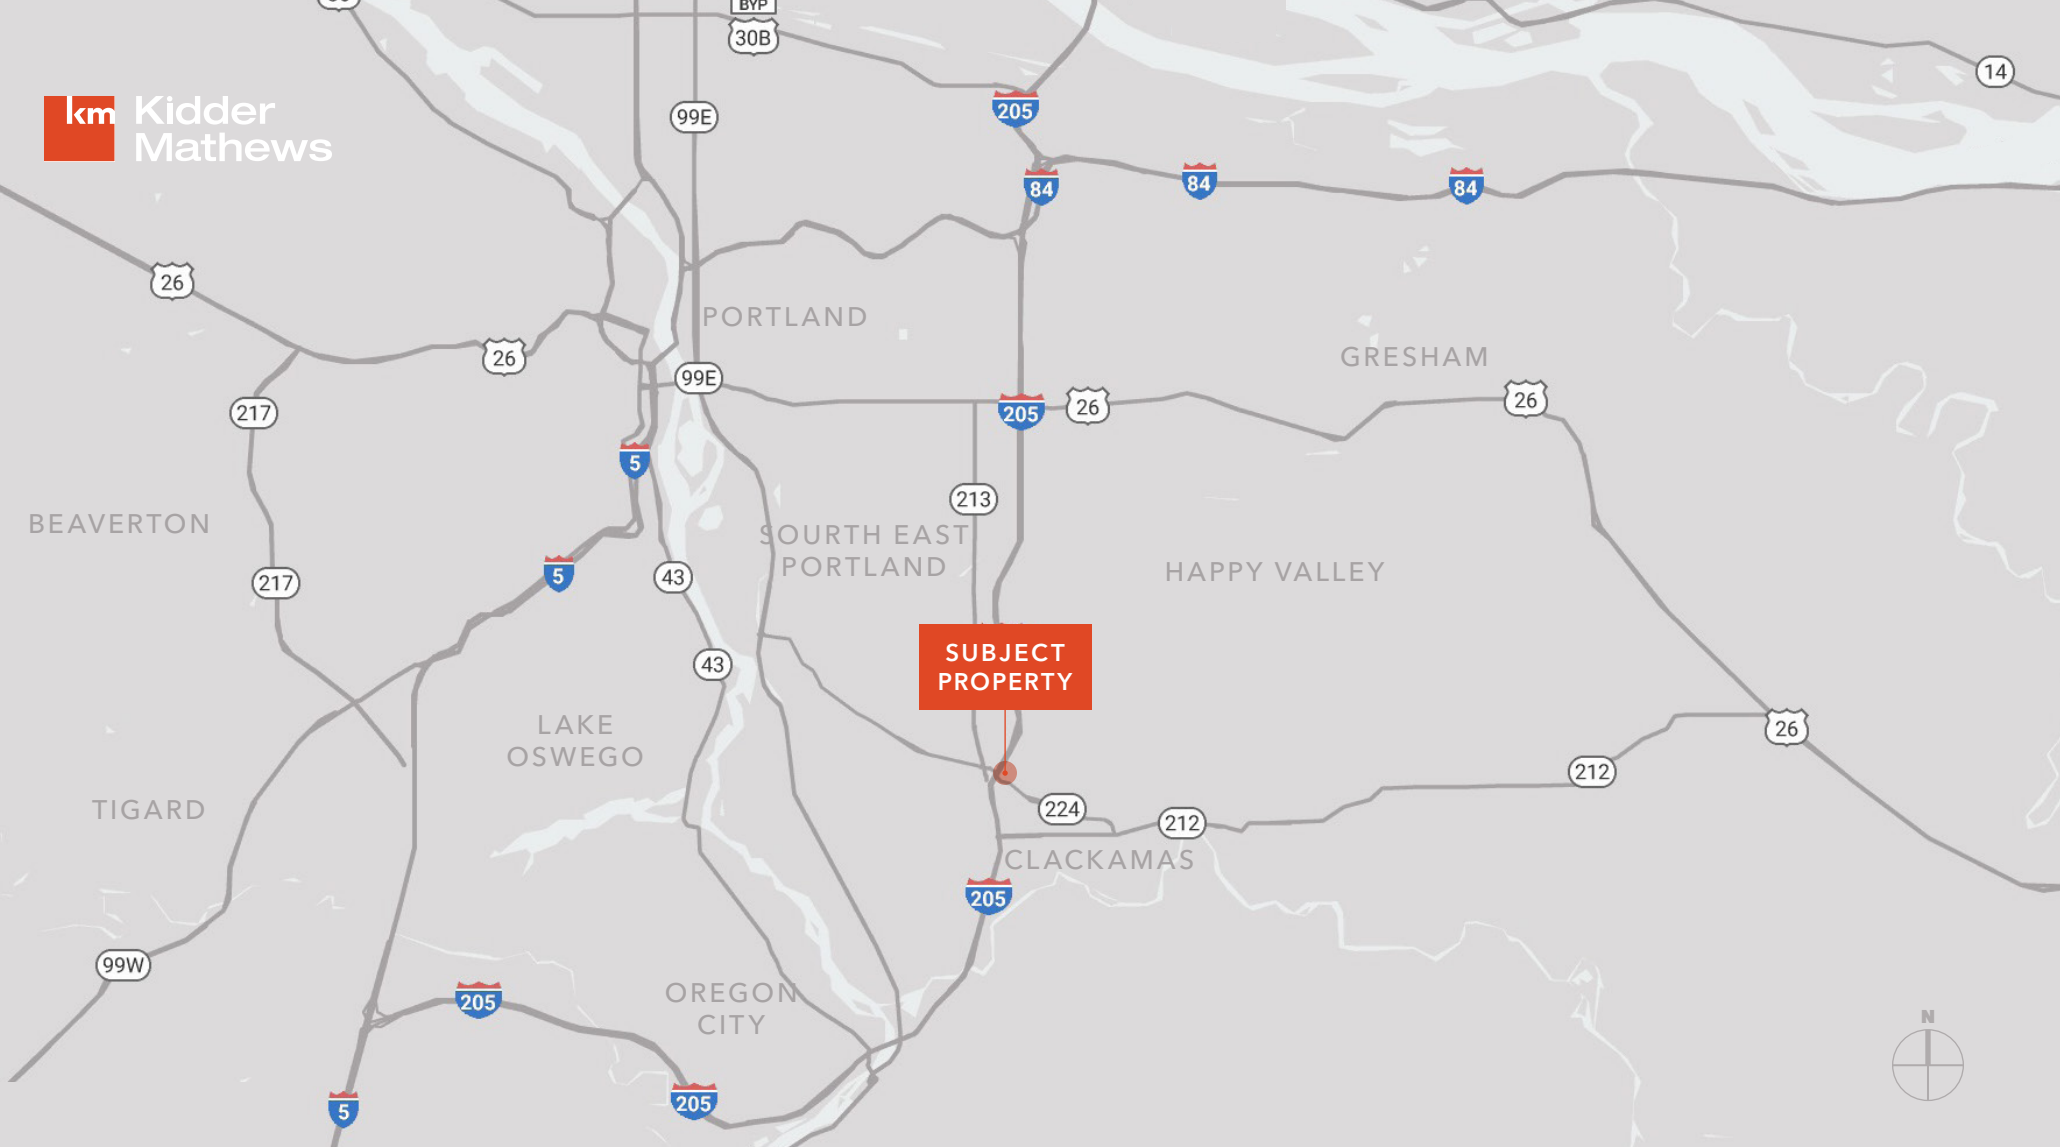 BYP
30B
14
km Kidder
Mathews
99E
205
84
84
84
26
PORTLAND
26
GRESHAM
99E
26
217
205
26
5
213
BEAVERTON
SOURTH EAST
PORTLAND
217
5
43
HAPPY VALLEY
SUBJECT
PROPERTY
43
LAKE
OSWEGO
26
212
TIGARD
224
212
CLACKAMAS
205
99W
OREGON
CITY
205
N
205
5